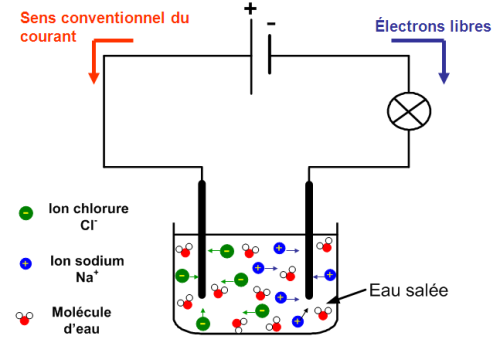 Sens conventionnel du
courant
+
-
Électrons libres
Ion chlorure
Cl-
Ion sodium
Na+
Molécule
d'eau
Eau salée